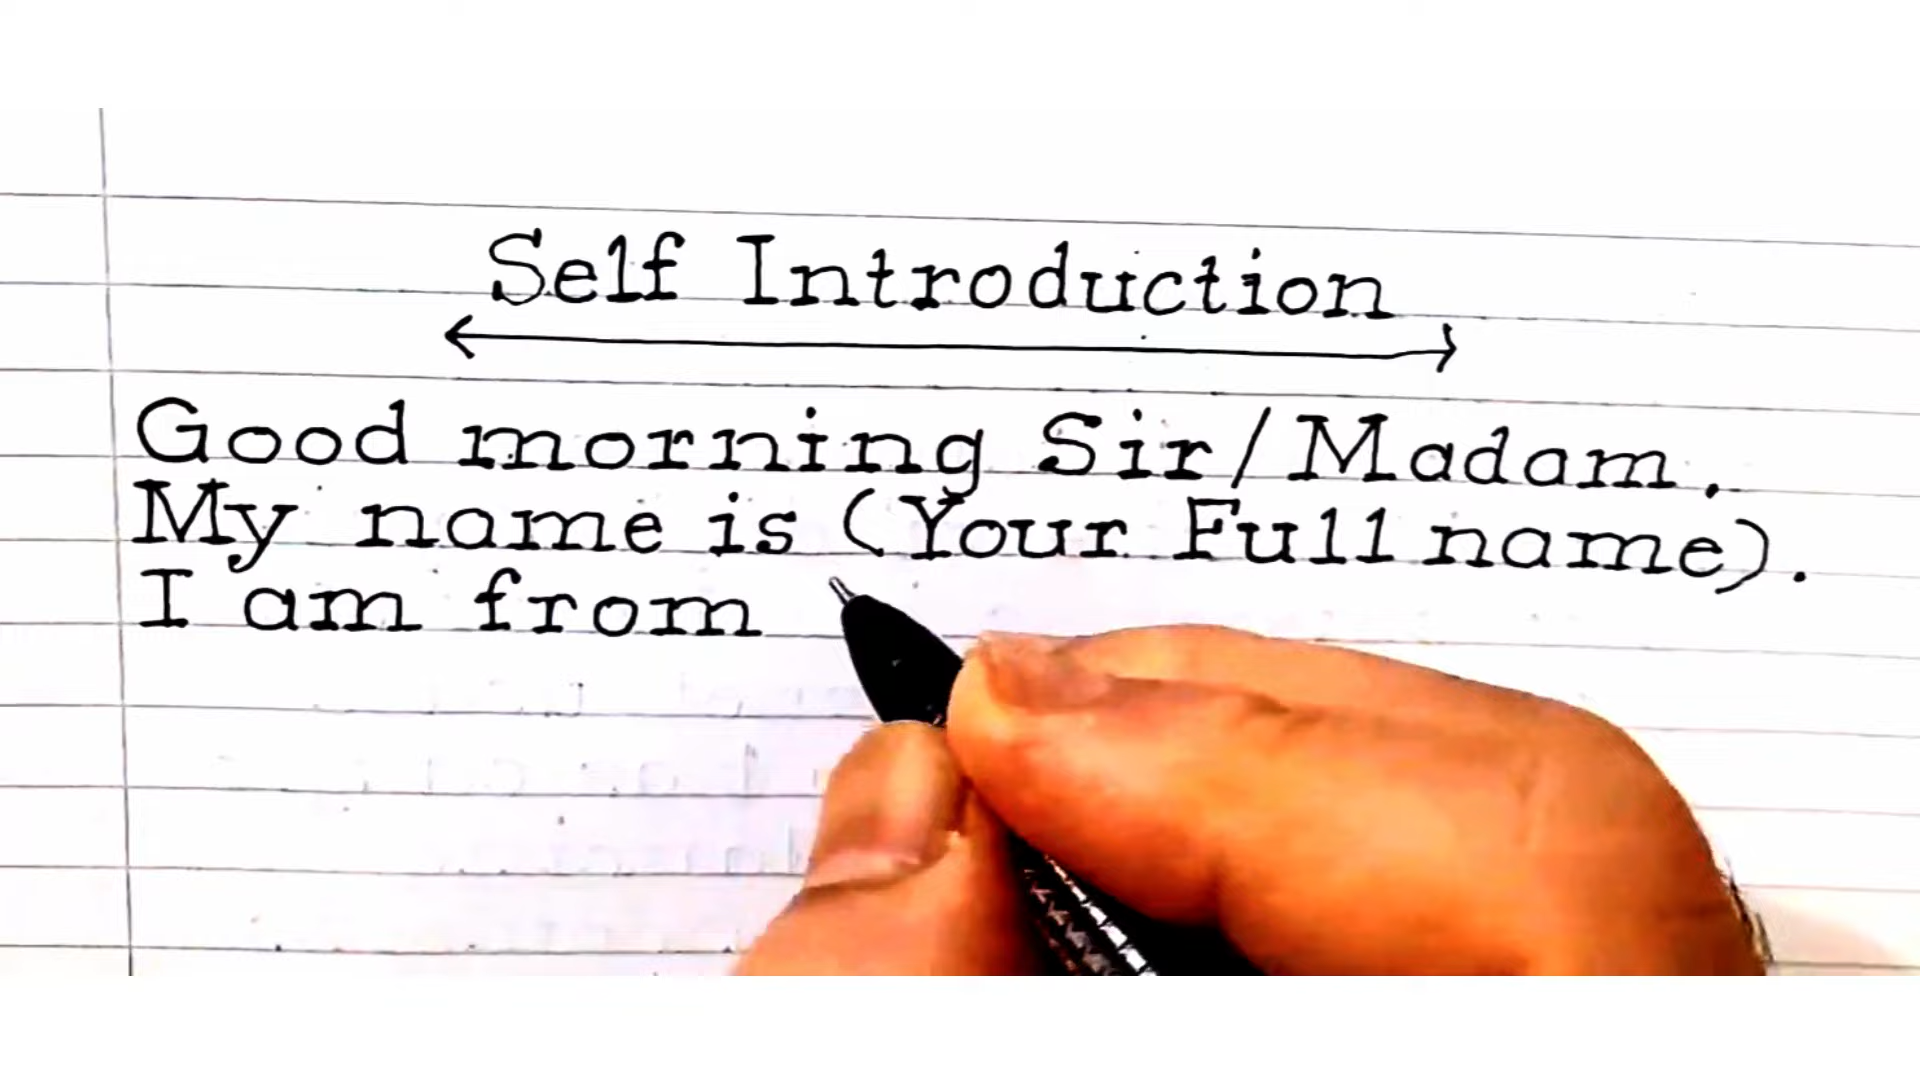 Self Introduction
Good morning Sir/Madam.
My name is (Your Full name).
I am from